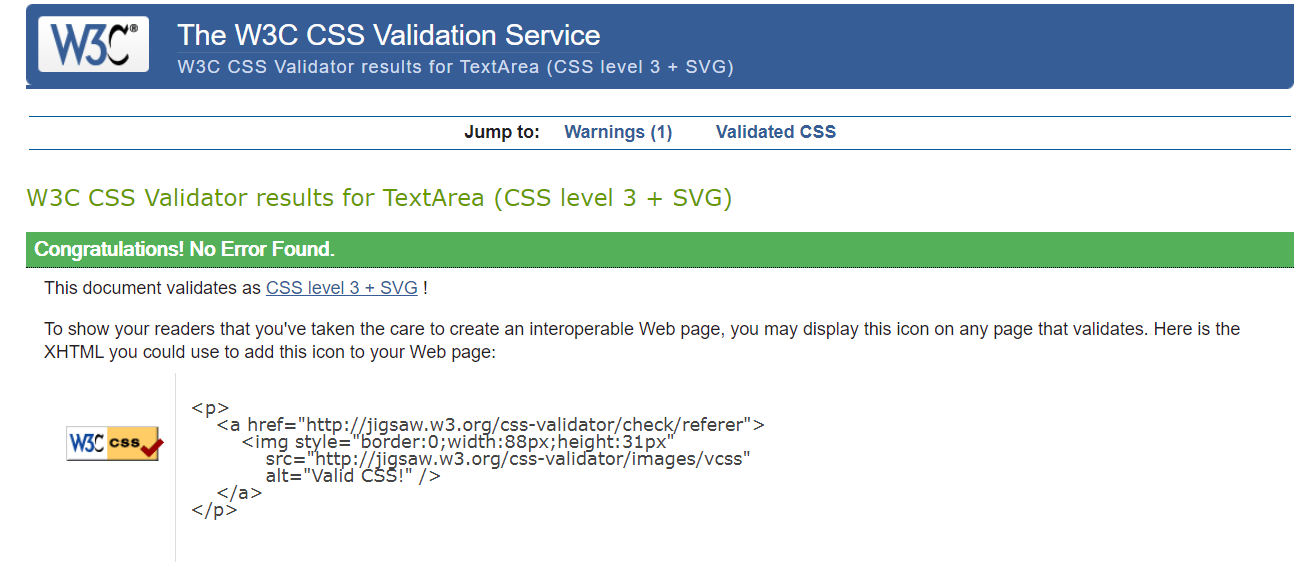 W3C®
The W3C CSS Validation Service
W3C CSS Validator results for TextArea (CSS level 3 + SVG)
Jump to: Warnings (1) Validated CSS
W3C CSS Validator results for TextArea (CSS level 3 + SVG)
Congratulations! No Error Found.
This document validates as CSS level 3 + SVG !
To show your readers that you've taken the care to create an interoperable Web page, you may display this icon on any page that validates. Here is the
XHTML you could use to add this icon to your Web page:
W3C css
<p>
<a href="http://jigsaw.w3.org/css-validator/check/referer">
<img style="border:0;width:88px;height:31px"
src="http://jigsaw.w3.org/css-validator/images/vcss"
alt="Valid CSS!" />
</a>
</p>